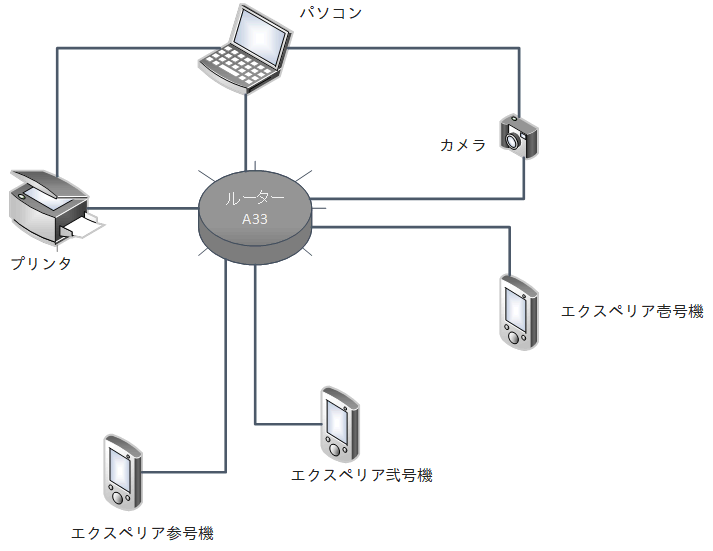 パソコン
カメラ
ルーター
A33
プリンタ
エクスペリア壱号機
エクスペリア弐号機
エクスペリア参号機